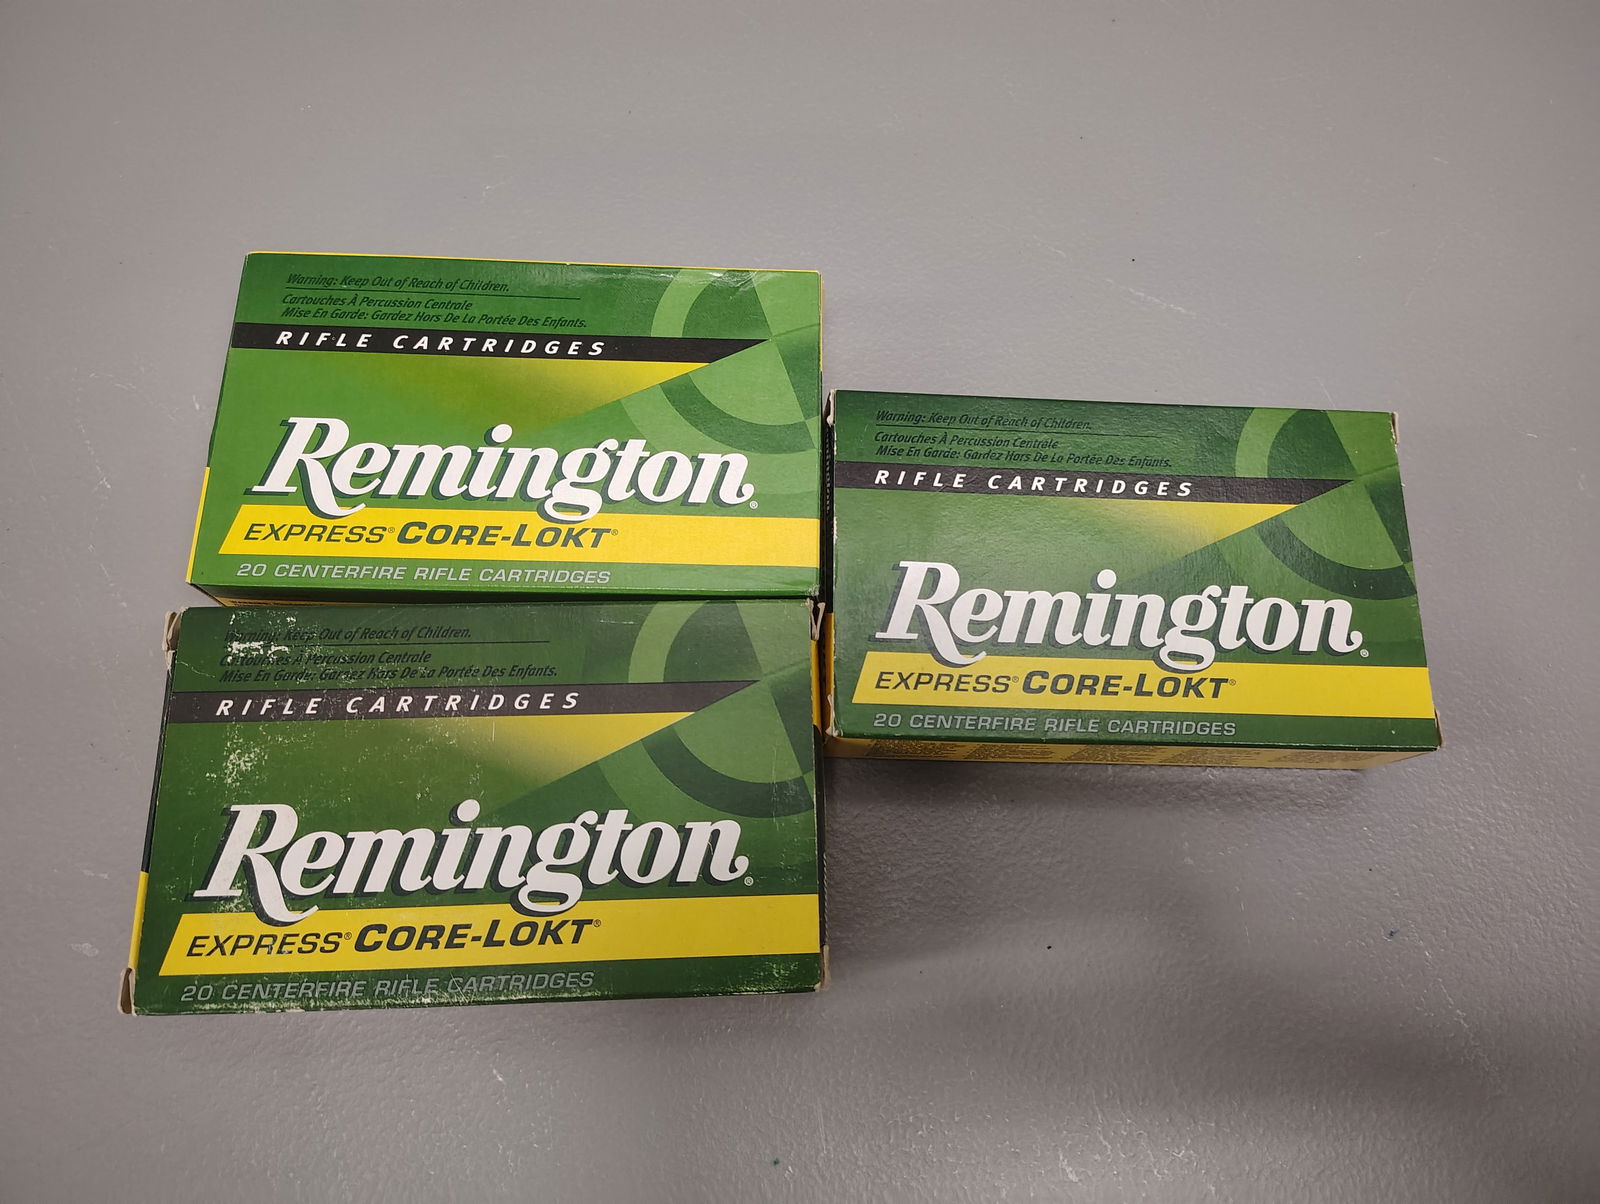 Warning: Keep Out of Reach of Children.
Cartouches À Percussion Centrale
Mise En Garde: Gardez Hors De La Portée Des Enfants.
RIFLE CARTRIDGES
Remington®
EXPRESS® CORE-LOKT®
20 CENTERFIRE RIFLE CARTRIDGES
Warning: Keep Out of Reach of Children.
Cartouches À Percussion Centrale
Mise En Garde: Gardez Hors De La Portée Des Enfants.
RIFLE CARTRIDGES
Remington®
EXPRESS® CORE-LOKT®
20 CENTERFIRE RIFLE CARTRIDGES
Warning: Keep Out of Reach of Children.
Cartouches À Percussion Centrale
Mise En Garde: Gardez Hors De La Portée Des Enfants.
RIFLE CARTRIDGES
Remington®
EXPRESS® CORE-LOKT®
20 CENTERFIRE RIFLE CARTRIDGES